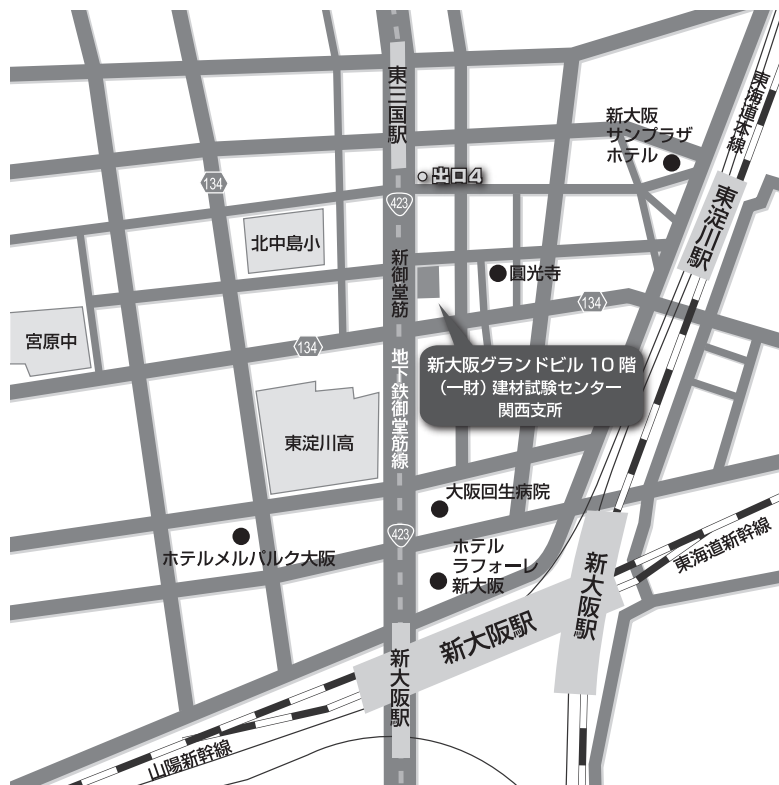 東三国駅
東海道本線
新大阪
サンプラザ
ホテル
出口4
134
423
東淀川駅
北中島小
新御堂筋
圓光寺
134
宮原中
134
新大阪グランドビル 10 階
（一財）建材試験センター
関西支所
地下鉄御堂筋線
東淀川高
大阪回生病院
423
ホテルメルパルク大阪
ホテル
ラフォーレ
新大阪
東海道新幹線
新大阪駅
新大阪駅
新大阪駅
山陽新幹線